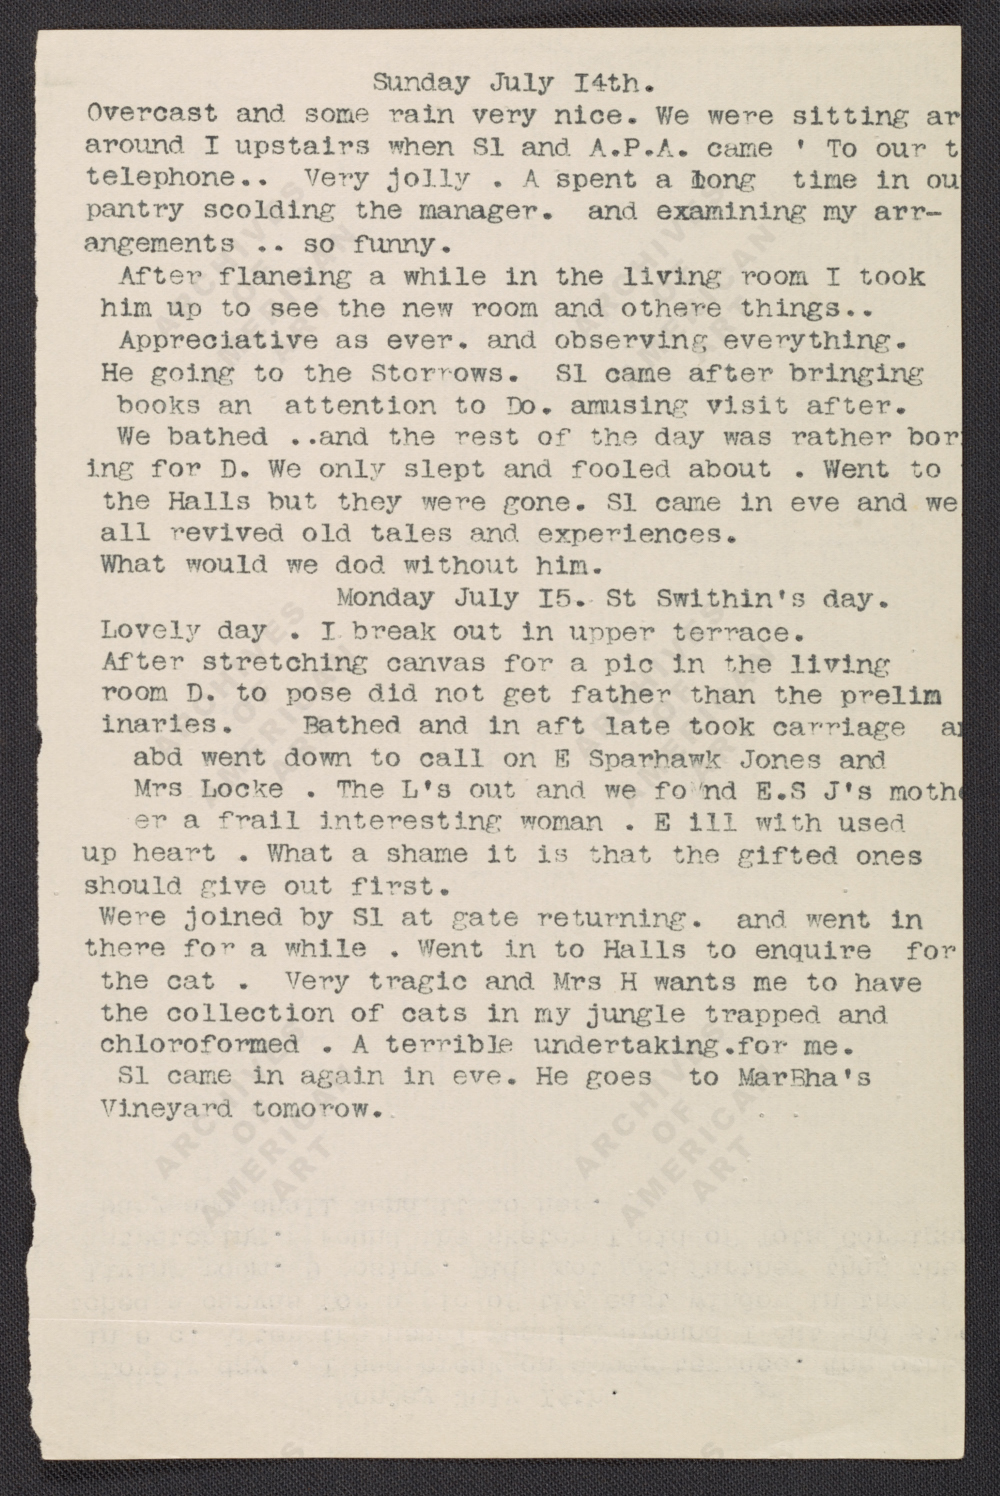 Sunday July I4th.
Overcast and some rain very nice. We were sitting ar
around I upstairs when Sl and A.P.A. came ' To our t
telephone.. Very jolly . A spent a long time in ou
pantry scolding the manager. and examining my arr-
angements .. so funny.
After flaneing a while in the living room I took
him up to see the new room and othere things..
Appreciative as ever. and observing everything.
He going to the Storrows. Sl came after bringing
books an attention to Do. amusing visit after.
We bathed ..and the rest of the day was rather bor
ing for D. We only slept and fooled about . Went to
the Halls but they were gone. Sl came in eve and we
all revived old tales and experiences.
What would we dod without him.
Monday July I5. St Swithin's day.
Lovely day . I break out in upper terrace.
After stretching canvas for a pic in the living
room D. to pose did not get father than the prelim
inaries. Bathed and in aft late took carriage a
abd went down to call on E Sparhawk Jones and
Mrs Locke . The L's out and we fo nd E.S J's moth
er a frail interesting woman . E ill with used
up heart . What a shame it is that the gifted ones
should give out first.
Were joined by Sl at gate returning. and went in
there for a while . Went in to Halls to enquire for
the cat . Very tragic and Mrs H wants me to have
the collection of cats in my jungle trapped and
chloroformed . A terrible undertaking.for me.
Sl came in again in eve. He goes to MarBha's
Vineyard tomorow.
ARCHIVES
OF
AMERICAN
ART
ARCHIVES
OF
AMERICAN
ART